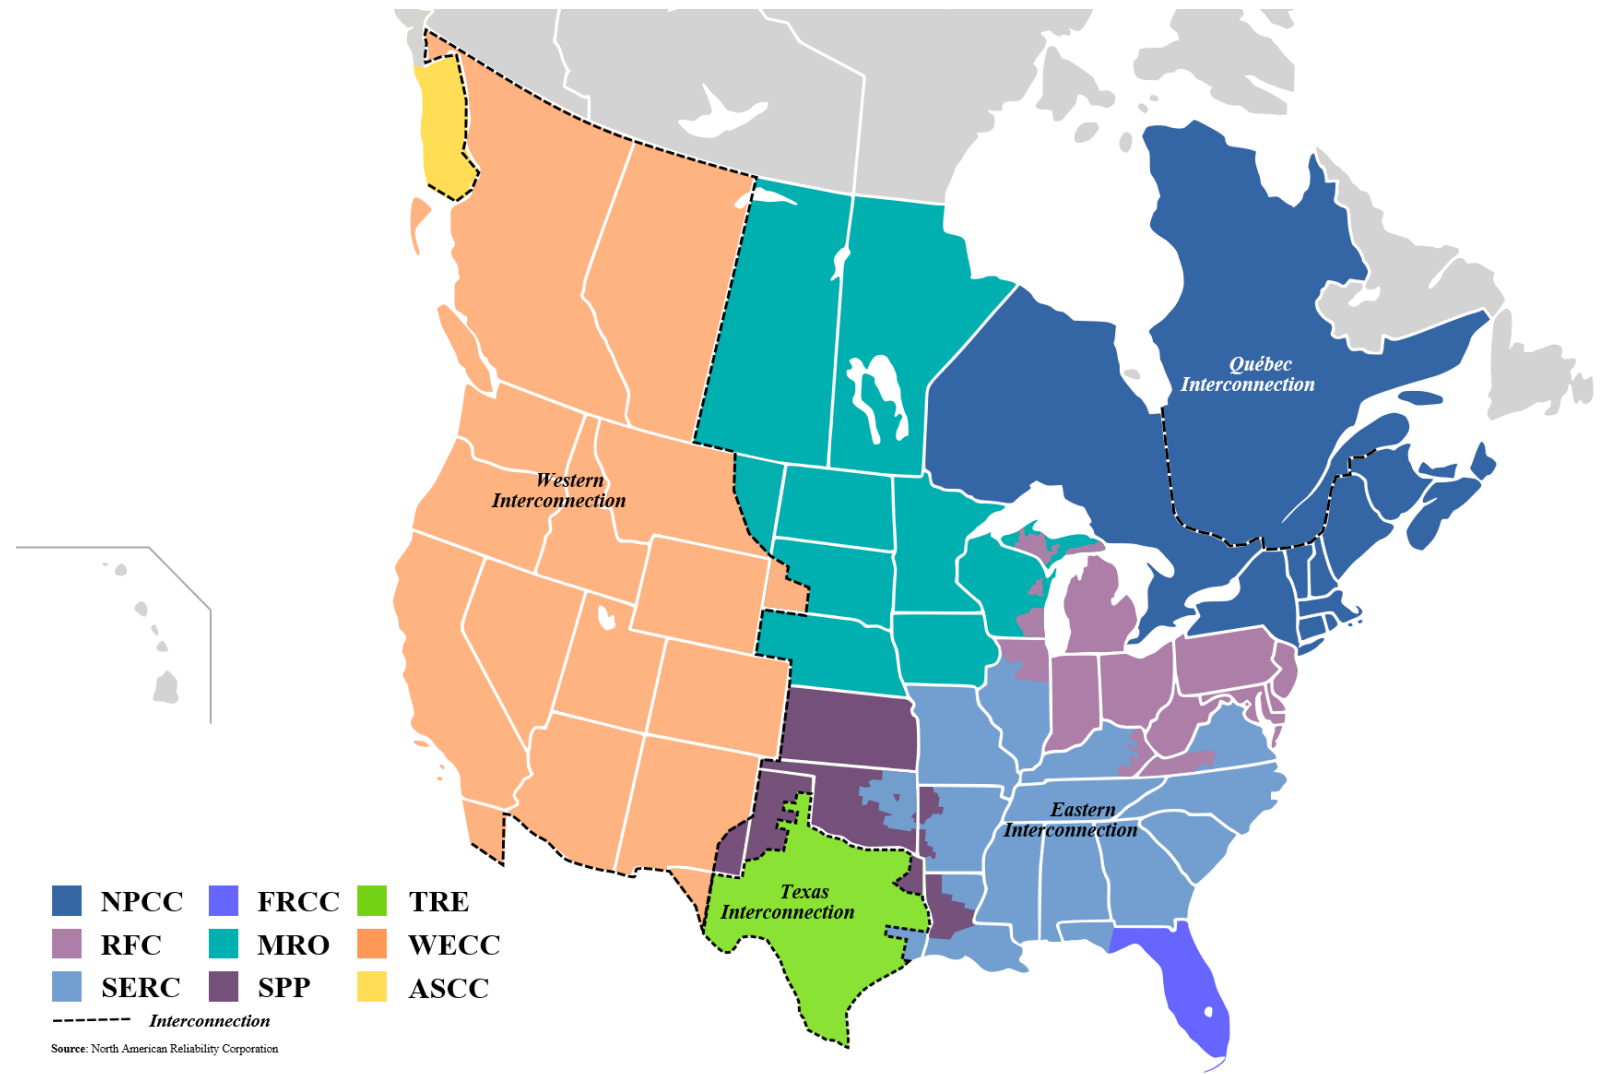 Québec
Interconnection
Western
Interconnection
Eastern
Interconnection
Texas
Interconnection
NPCC
FRCC
TRE
RFC
MRO
WECC
SERC
SPP
ASCC
Interconnection
Source: North American Reliability Corporation